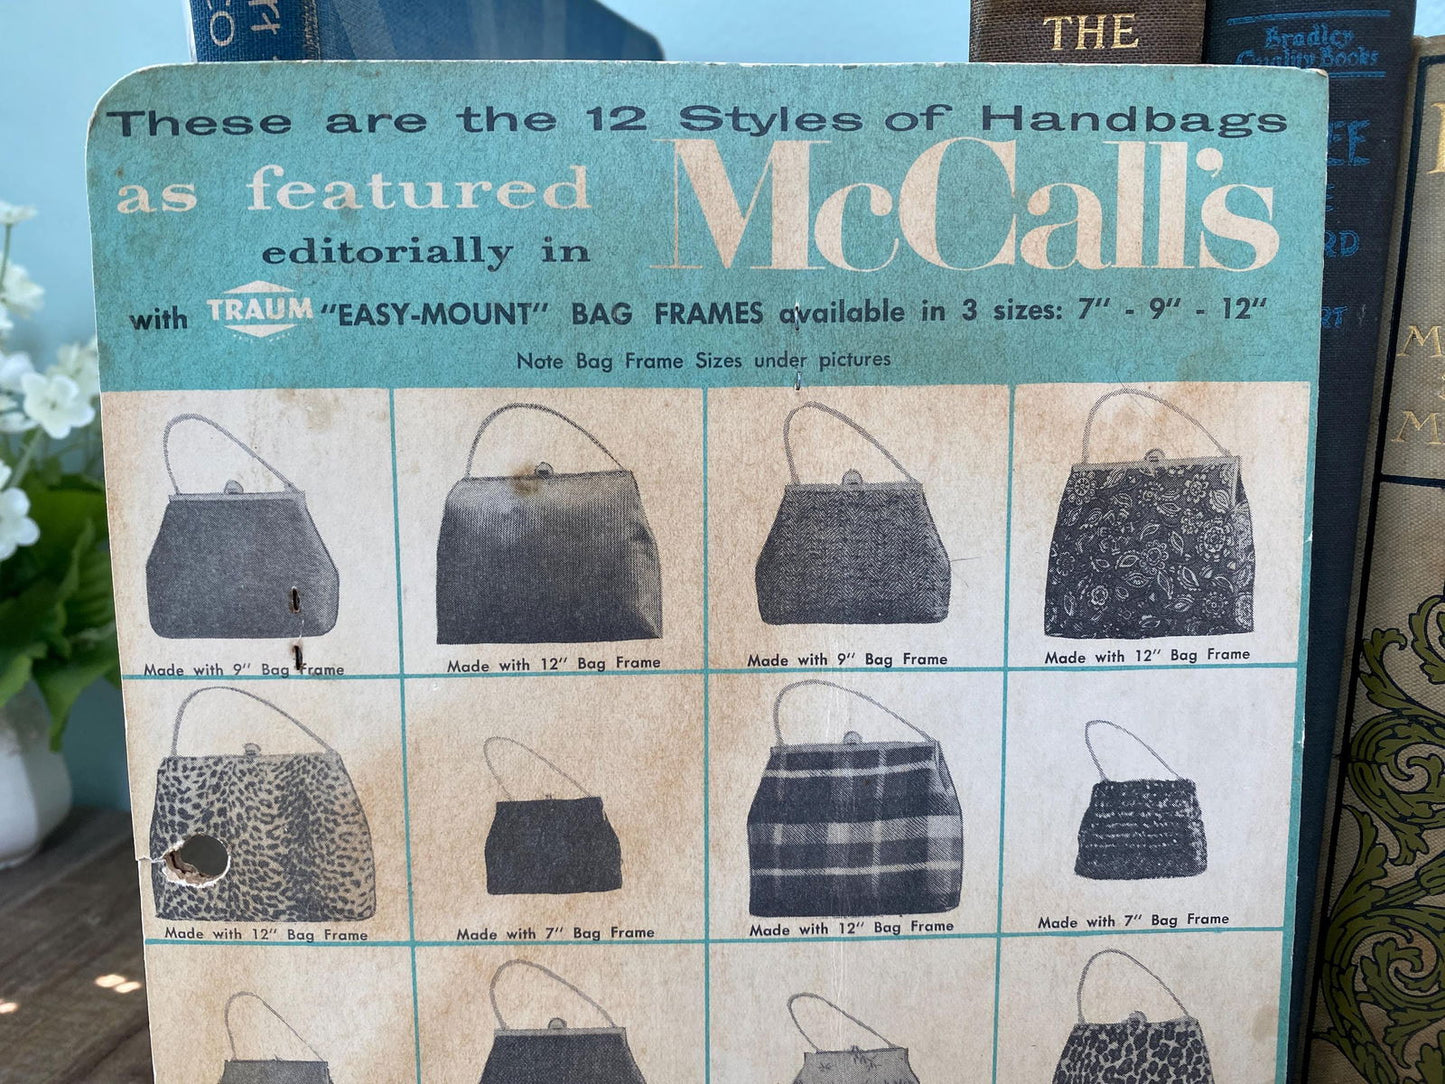 These are the 12 Styles of Handbags
as featured
editorially in
McCall's
with TRAUM "EASY-MOUNT" BAG FRAMES available in 3 sizes: 7" - 9" - 12"
Note Bag Frame Sizes under pictures
Made with 9" Bag Frame
Made with 12" Bag Frame
Made with 9" Bag Frame
Made with 12" Bag Frame
Made with 12" Bag Frame
Made with 7" Bag Frame
Made with 12" Bag Frame
Made with 7" Bag Frame
THE
Bradley
Quality Books